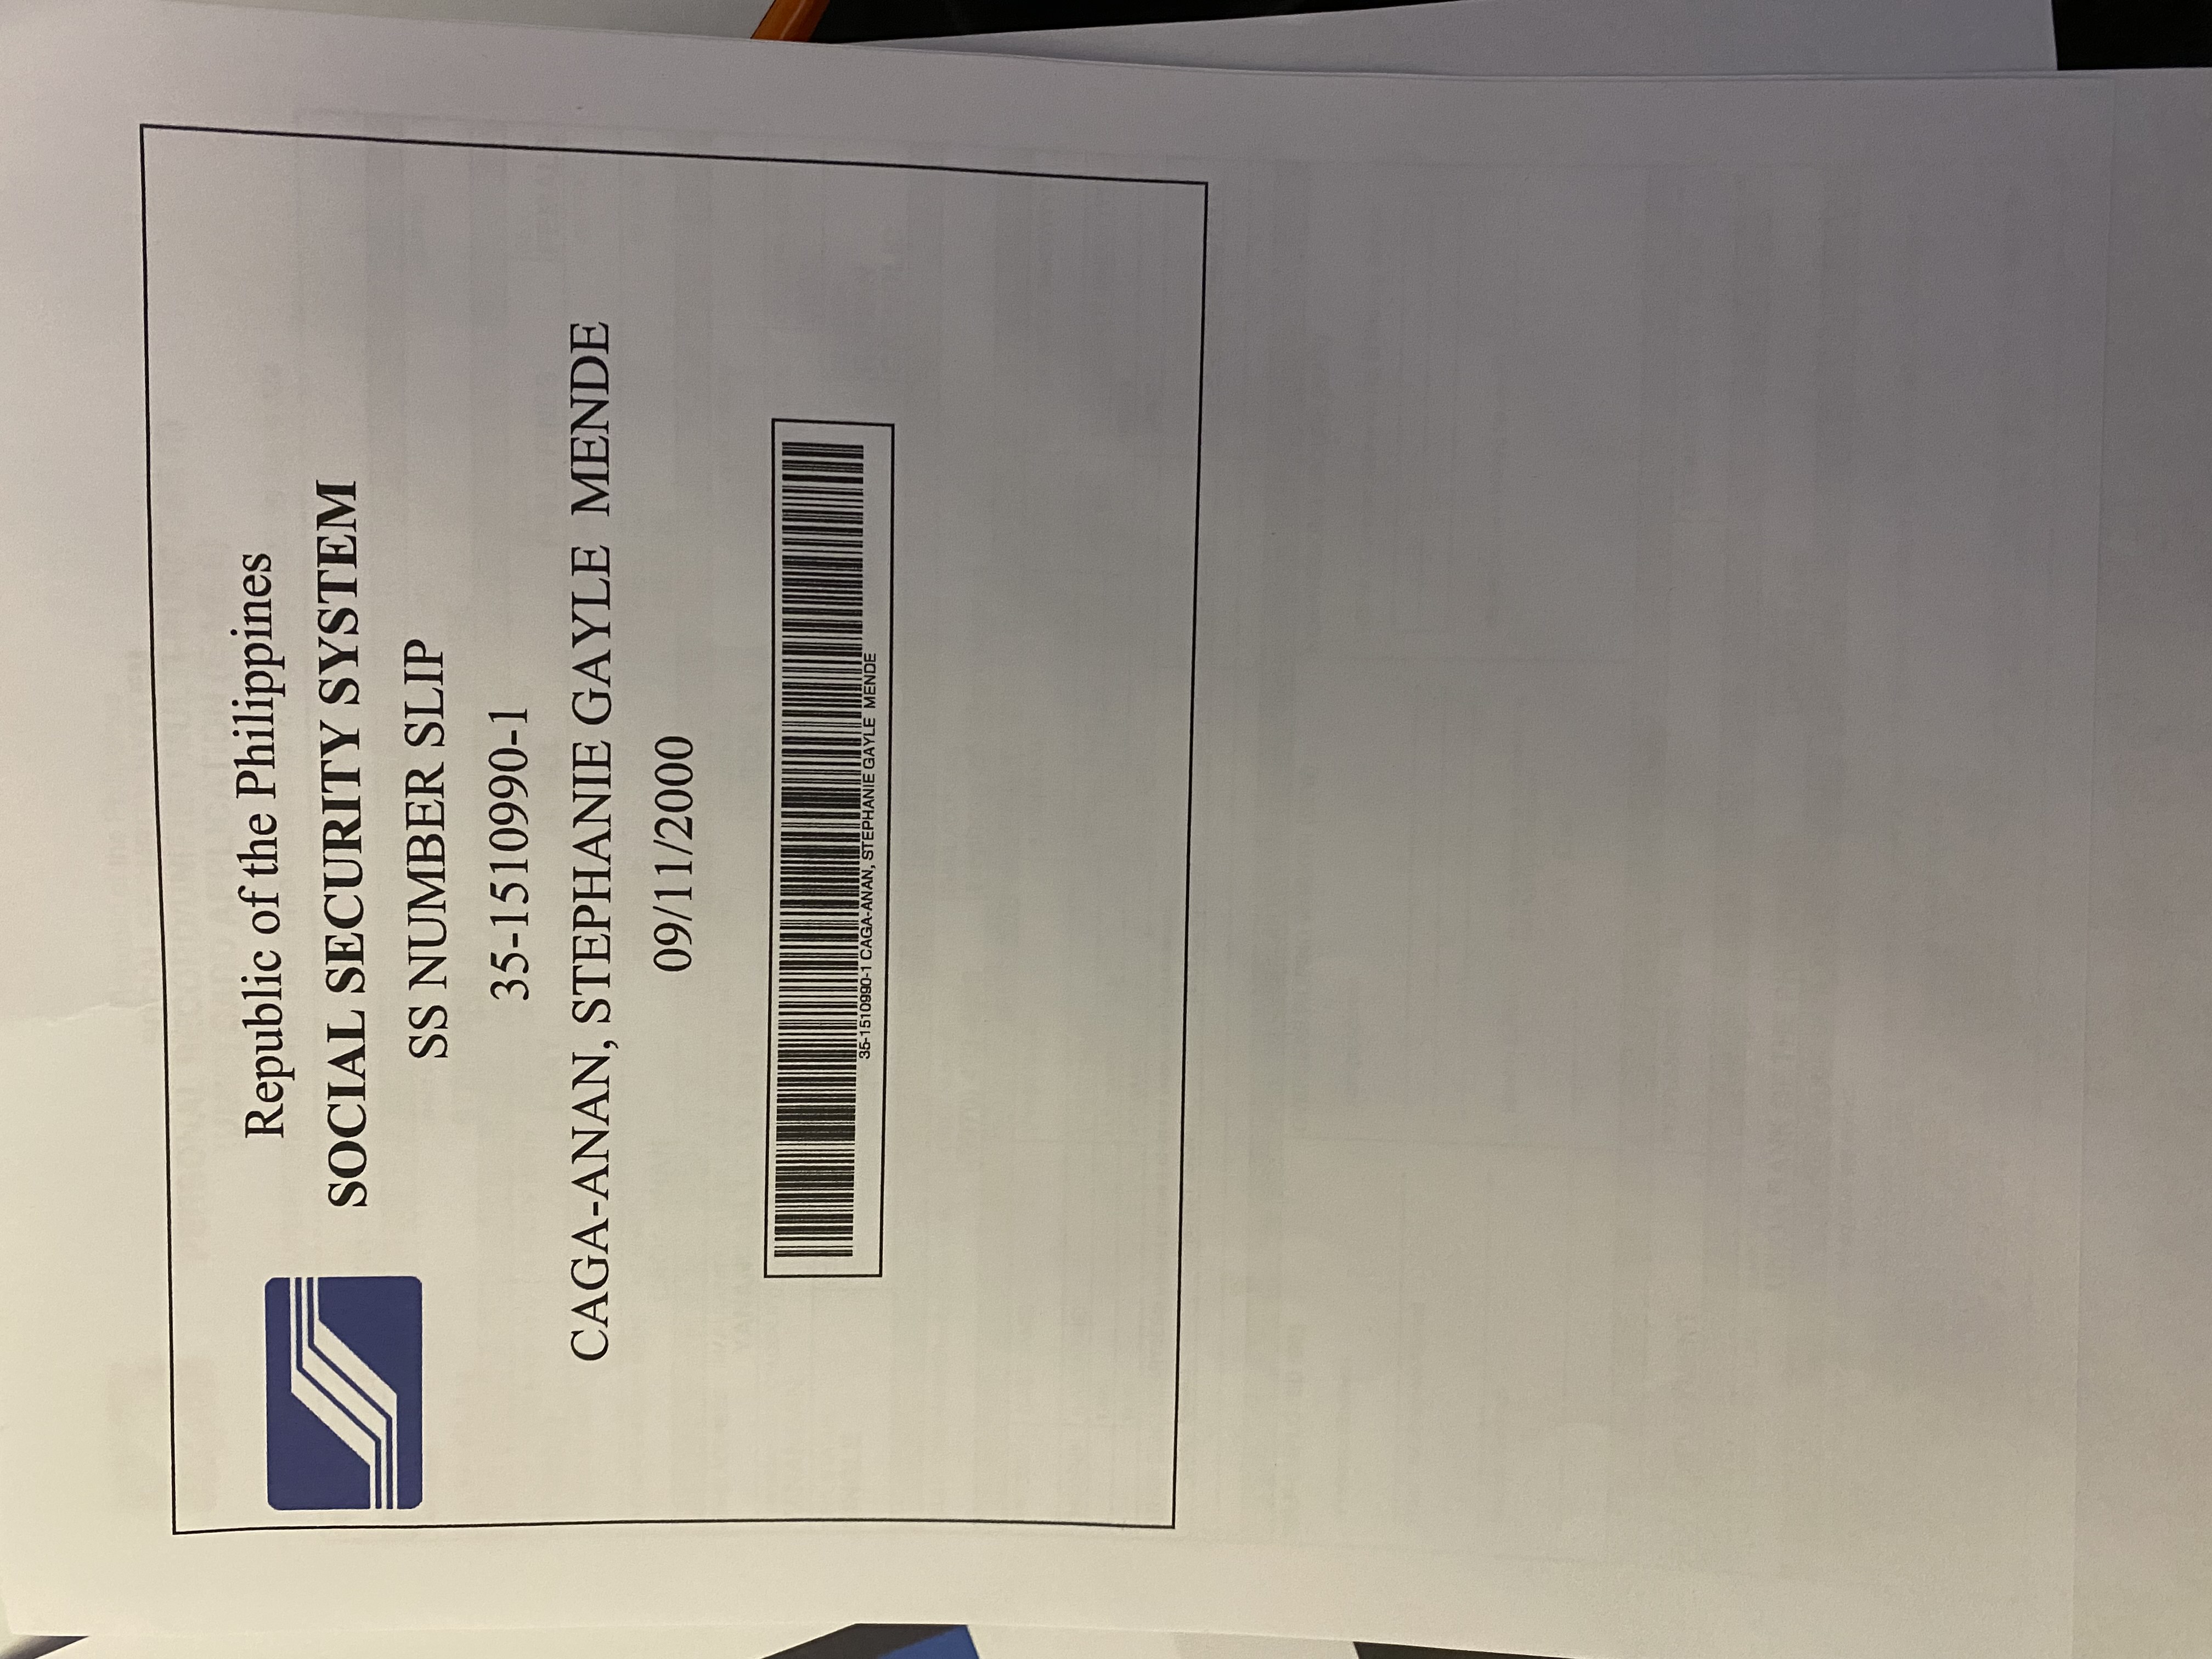 Republic of the Philippines
SOCIAL SECURITY SYSTEM
SS NUMBER SLIP
35-1510990-1
CAGA-ANAN, STEPHANIE GAYLE MENDE
09/11/2000
35-1510990-1 CAGA-ANAN, STEPHANIE GAYLE MENDE